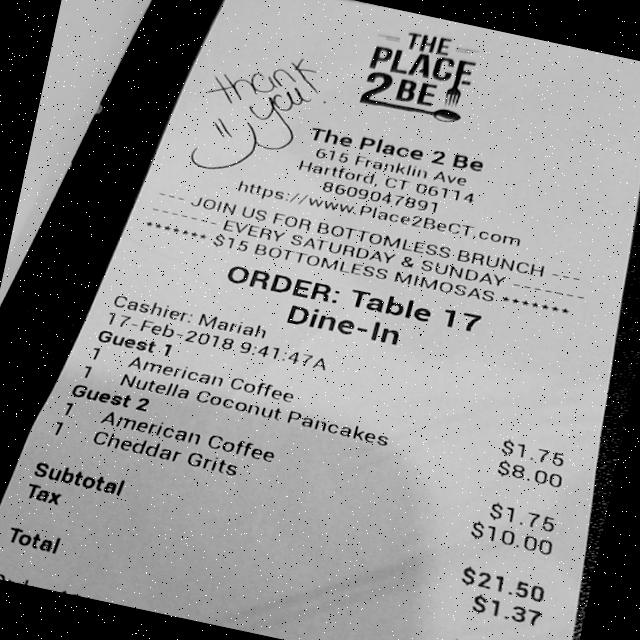 THE
PLACE
2 BE
thank
you!
The Place 2 Be
615 Franklin Ave
Hartford, CT 06114
8609047891
https://www.Place2BeCT.com
---- JOIN US FOR BOTTOMLESS BRUNCH ----
-------- EVERY SATURDAY & SUNDAY --------
******* $15 BOTTOMLESS MIMOSAS *******
ORDER: Table 17
Dine-In
Cashier: Mariah
17-Feb-2018 9:41:47A
Guest 1
1 American Coffee $1.75
1 Nutella Coconut Pancakes $8.00
Guest 2
1 American Coffee $1.75
1 Cheddar Grits $10.00
Subtotal $21.50
Tax $1.37
Total